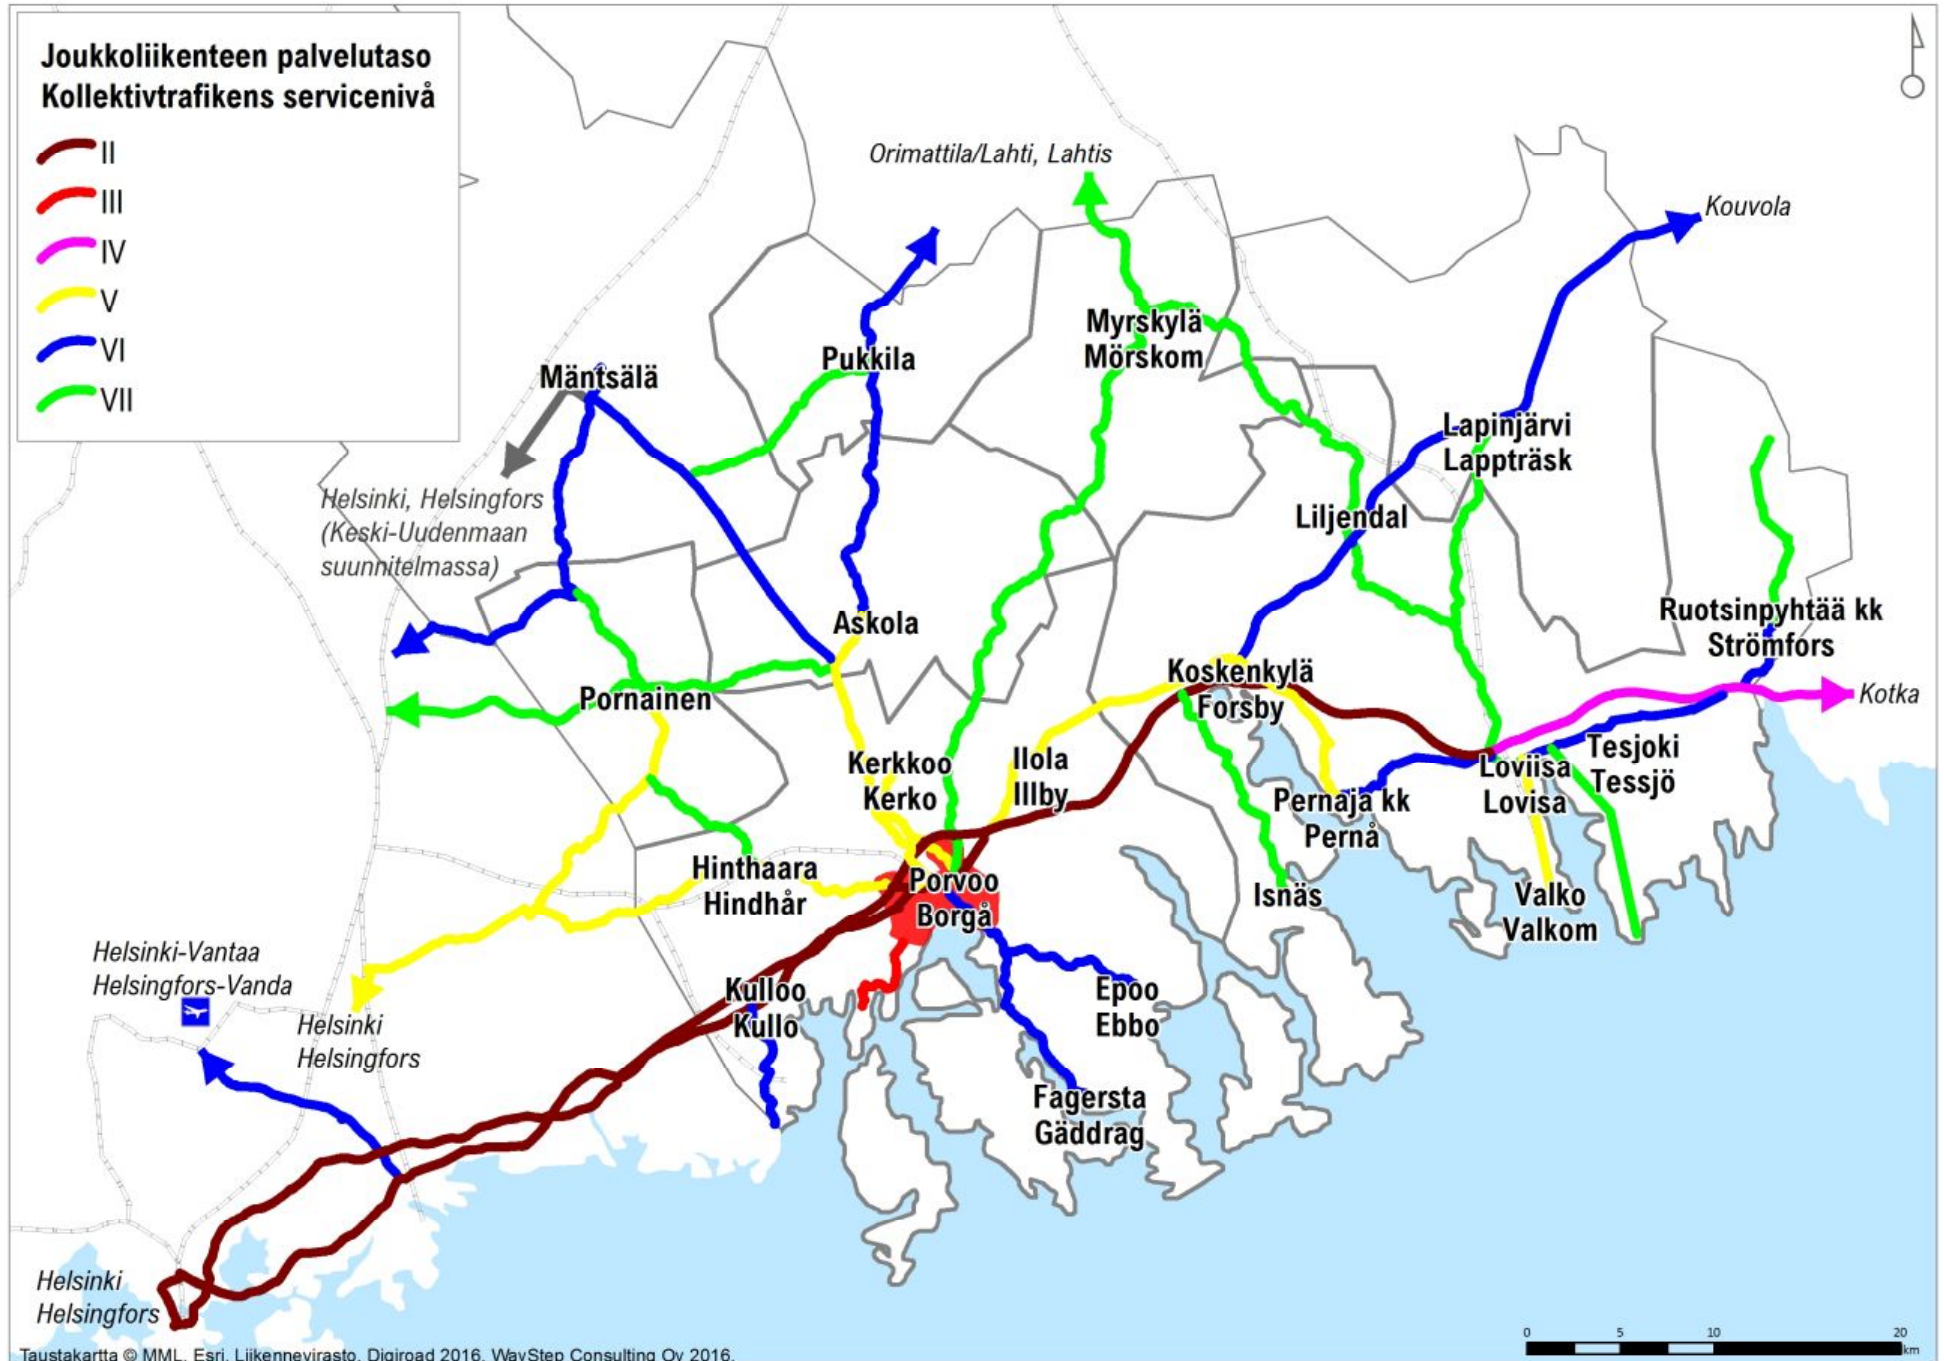 Joukkoliikenteen palvelutaso
Kollektivtrafikens servicenivå
II
III
IV
V
VI
VII
Orimattila/Lahti, Lahtis
Kouvola
Myrskylä
Mörskom
Pukkila
Mäntsälä
Lapinjärvi
Lappträsk
Helsinki, Helsingfors
(Keski-Uudenmaan
suunnitelmassa)
Liljendal
Askola
Ruotsinpyhtää kk
Strömfors
Koskenkylä
Forsby
Pornainen
Kotka
Kerkkoo
Kerko
Ilola
Illby
Tesjoki
Tessjö
Loviisa
Lovisa
Pernaja kk
Pernå
Hinthaara
Hindhår
Porvoo
Borgå
Isnäs
Valko
Valkom
Helsinki-Vantaa
Helsingfors-Vanda
Kulloo
Kullo
Epoo
Ebbo
Helsinki
Helsingfors
Fagersta
Gäddrag
Helsinki
Helsingfors
0 5 10 20
km
Taustakartta © MML, Esri, Liikennevirasto, Digiroad 2016, WayStep Consulting Oy 2016.